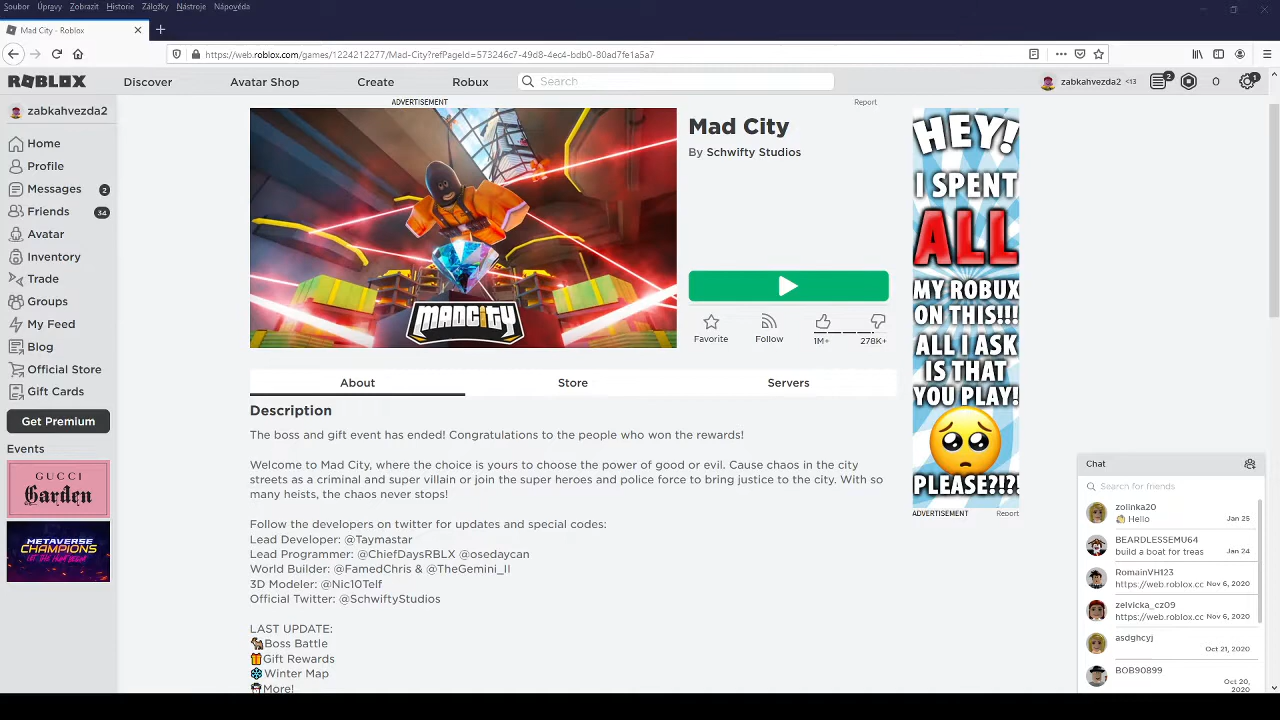 Soubor Úpravy Zobrazit Historie Záložky Nástroje Nápověda
Mad City - Roblox
https://web.roblox.com/games/1224212277/Mad-City?refPageId=573246c7-49d8-4ec4-bdb0-80ad7fe1a5a7
ROBLOX Discover Avatar Shop Create Robux Search zabkahvezda2 <13 2 0 1
zabkahvezda2
Home
Profile
Messages 2
Friends 34
Avatar
Inventory
Trade
Groups
My Feed
Blog
Official Store
Gift Cards
Get Premium
Events
GUCCI
Garden
METAVERSE
CHAMPIONS
ADVERTISEMENT Report
MADCITY
Mad City
By Schwifty Studios
Favorite Follow 1M+ 278K+
About Store Servers
Description
The boss and gift event has ended! Congratulations to the people who won the rewards!
Welcome to Mad City, where the choice is yours to choose the power of good or evil. Cause chaos in the city
streets as a criminal and super villain or join the super heroes and police force to bring justice to the city. With so
many heists, the chaos never stops!
Follow the developers on twitter for updates and special codes:
Lead Developer: @Taymastar
Lead Programmer: @ChiefDaysRBLX @osedaycan
World Builder: @FamedChris & @TheGemini_II
3D Modeler: @Nic10Telf
Official Twitter: @SchwiftyStudios
LAST UPDATE:
🐐Boss Battle
🎁Gift Rewards
❄Winter Map
More!
HEY!
I SPENT
ALL
MY ROBUX
ON THIS!!!
ALL I ASK
IS THAT
YOU PLAY!
PLEASE?!?!
ADVERTISEMENT Report
Chat
Search for friends
zolinka20
👋 Hello Jan 25
BEARDLESSEMU64
build a boat for treas Jan 24
RomainVH123
https://web.roblox.cc Nov 6, 2020
zelvicka_cz09
https://web.roblox.cc Nov 6, 2020
asdghcyj
Oct 21, 2020
BOB90899
Oct 20,
2020